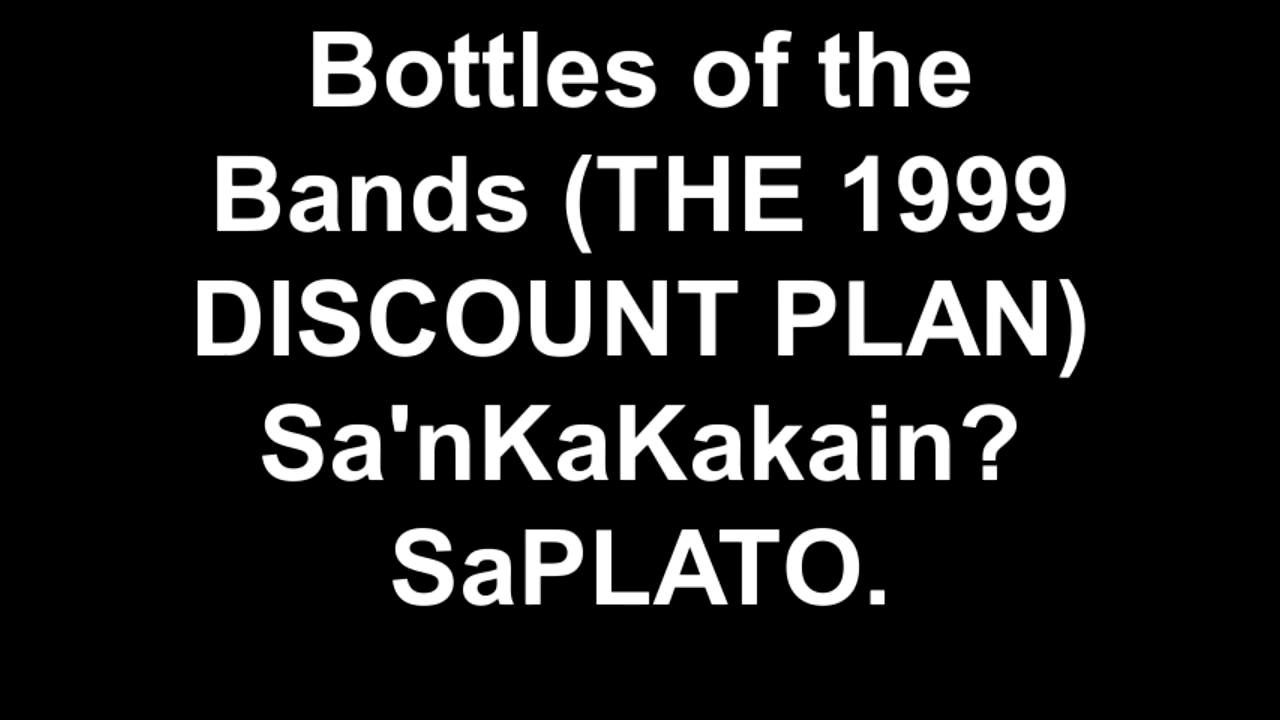 Bottles of the
Bands (THE 1999
DISCOUNT PLAN)
Sa'nKaKakain?
SaPLATO.